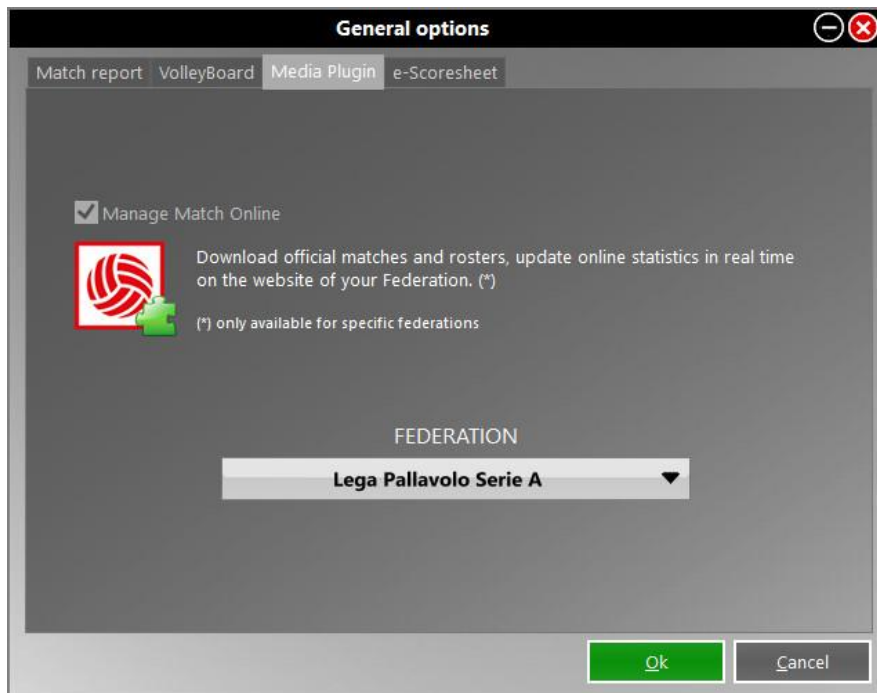 General options
Match report VolleyBoard Media Plugin e-Scoresheet
Manage Match Online
Download official matches and rosters, update online statistics in real time
on the website of your Federation. (*)
(*) only available for specific federations
FEDERATION
Lega Pallavolo Serie A
Ok Cancel